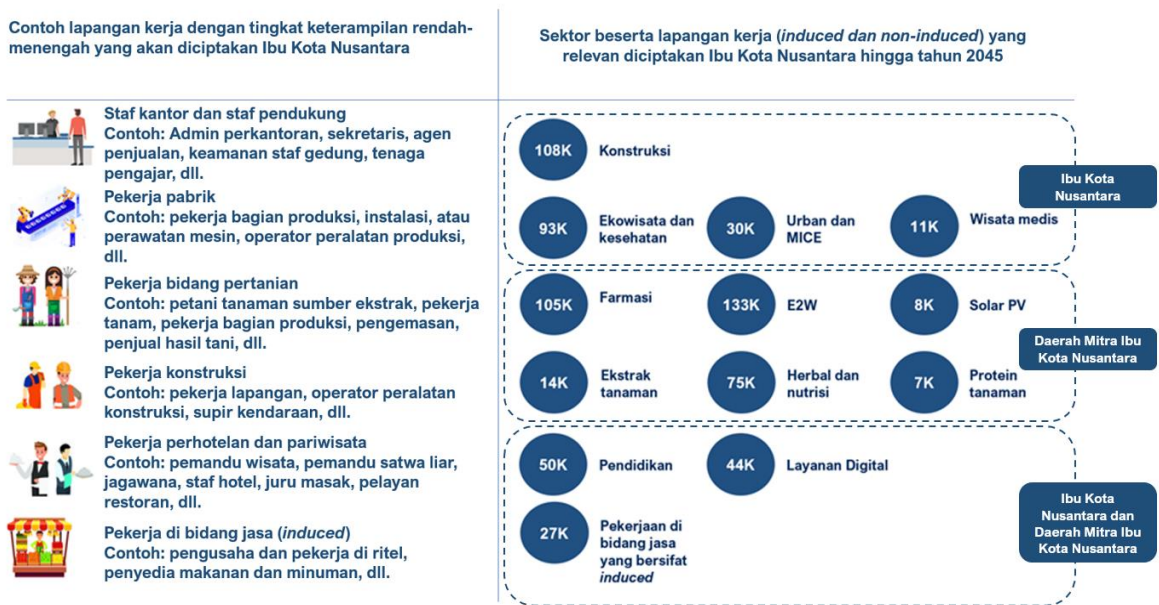 Contoh lapangan kerja dengan tingkat keterampilan rendah-
menengah yang akan diciptakan Ibu Kota Nusantara
Staf kantor dan staf pendukung
Contoh: Admin perkantoran, sekretaris, agen
penjualan, keamanan staf gedung, tenaga
pengajar, dll.
Pekerja pabrik
Contoh: pekerja bagian produksi, instalasi, atau
perawatan mesin, operator peralatan produksi,
dll.
Pekerja bidang pertanian
Contoh: petani tanaman sumber ekstrak, pekerja
tanam, pekerja bagian produksi, pengemasan,
penjual hasil tani, dll.
Pekerja konstruksi
Contoh: pekerja lapangan, operator peralatan
konstruksi, supir kendaraan, dll.
Pekerja perhotelan dan pariwisata
Contoh: pemandu wisata, pemandu satwa liar,
jagawana, staf hotel, juru masak, pelayan
restoran, dll.
Pekerja di bidang jasa (induced)
Contoh: pengusaha dan pekerja di ritel,
penyedia makanan dan minuman, dll.
Sektor beserta lapangan kerja (induced dan non-induced) yang
relevan diciptakan Ibu Kota Nusantara hingga tahun 2045
108K
Konstruksi
93K
Ekowisata dan
kesehatan
30K
Urban dan
MICE
11K
Wisata medis
Ibu Kota
Nusantara
105K
Farmasi
133K
E2W
8K
Solar PV
14K
Ekstrak
tanaman
75K
Herbal dan
nutrisi
7K
Protein
tanaman
Daerah Mitra Ibu
Kota Nusantara
50K
Pendidikan
44K
Layanan Digital
27K
Pekerjaan di
bidang jasa
yang bersifat
induced
Ibu Kota
Nusantara dan
Daerah Mitra Ibu
Kota Nusantara